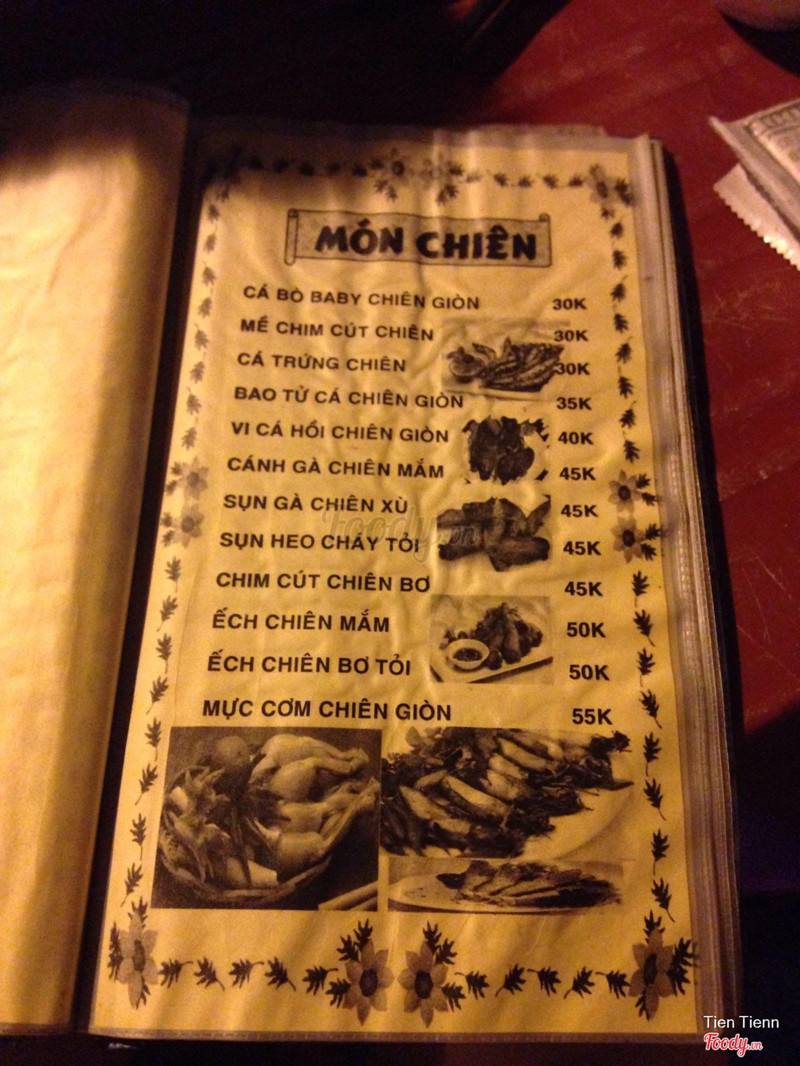 MÓN CHIÊN
CÁ BÒ BABY CHIÊN GIÒN 30K
MỀ CHIM CÚT CHIÊN 30K
CÁ TRỨNG CHIÊN 30K
BAO TỬ CÁ CHIÊN GIÒN 35K
VI CÁ HỒI CHIÊN GIÒN 40K
CÁNH GÀ CHIÊN MẮM 45K
SỤN GÀ CHIÊN XÙ 45K
SỤN HEO CHÁY TỎI 45K
CHIM CÚT CHIÊN BƠ 45K
ẾCH CHIÊN MẮM 50K
ẾCH CHIÊN BƠ TỎI 50K
MỰC CƠM CHIÊN GIÒN 55K
Foody.vn
Tien Tienn
Foody.vn